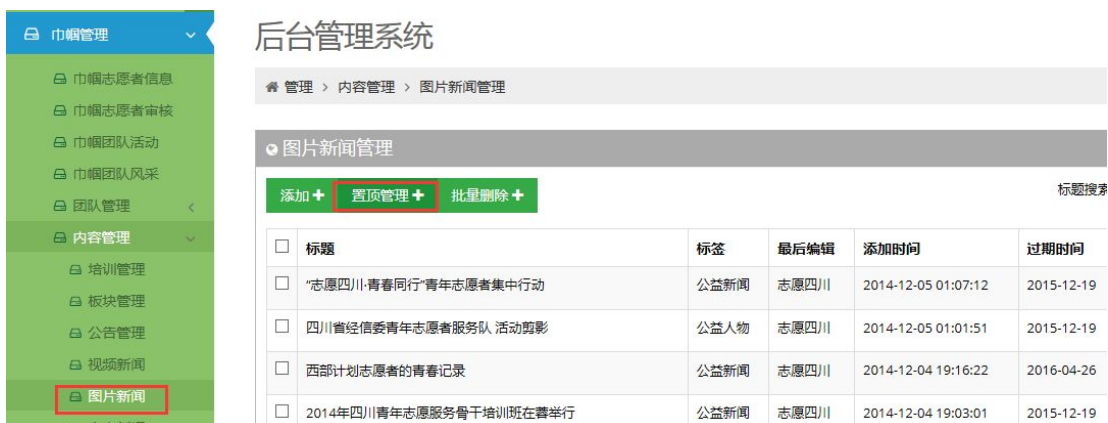 巾帼管理
巾帼志愿者信息
巾帼志愿者审核
巾帼团队活动
巾帼团队风采
团队管理
内容管理
培训管理
板块管理
公告管理
视频新闻
图片新闻
后台管理系统
管理 > 内容管理 > 图片新闻管理
图片新闻管理
添加+ 置顶管理+ 批量删除+ 标题搜索
标题 标签 最后编辑 添加时间 过期时间
“志愿四川·青春同行”青年志愿者集中行动 公益新闻 志愿四川 2014-12-05 01:07:12 2015-12-19
四川省经信委青年志愿者服务队 活动剪影 公益人物 志愿四川 2014-12-05 01:01:51 2015-12-19
西部计划志愿者的青春记录 公益新闻 志愿四川 2014-12-04 19:16:22 2016-04-26
2014年四川青年志愿服务骨干培训班在蓉举行 公益新闻 志愿四川 2014-12-04 19:03:01 2015-12-19